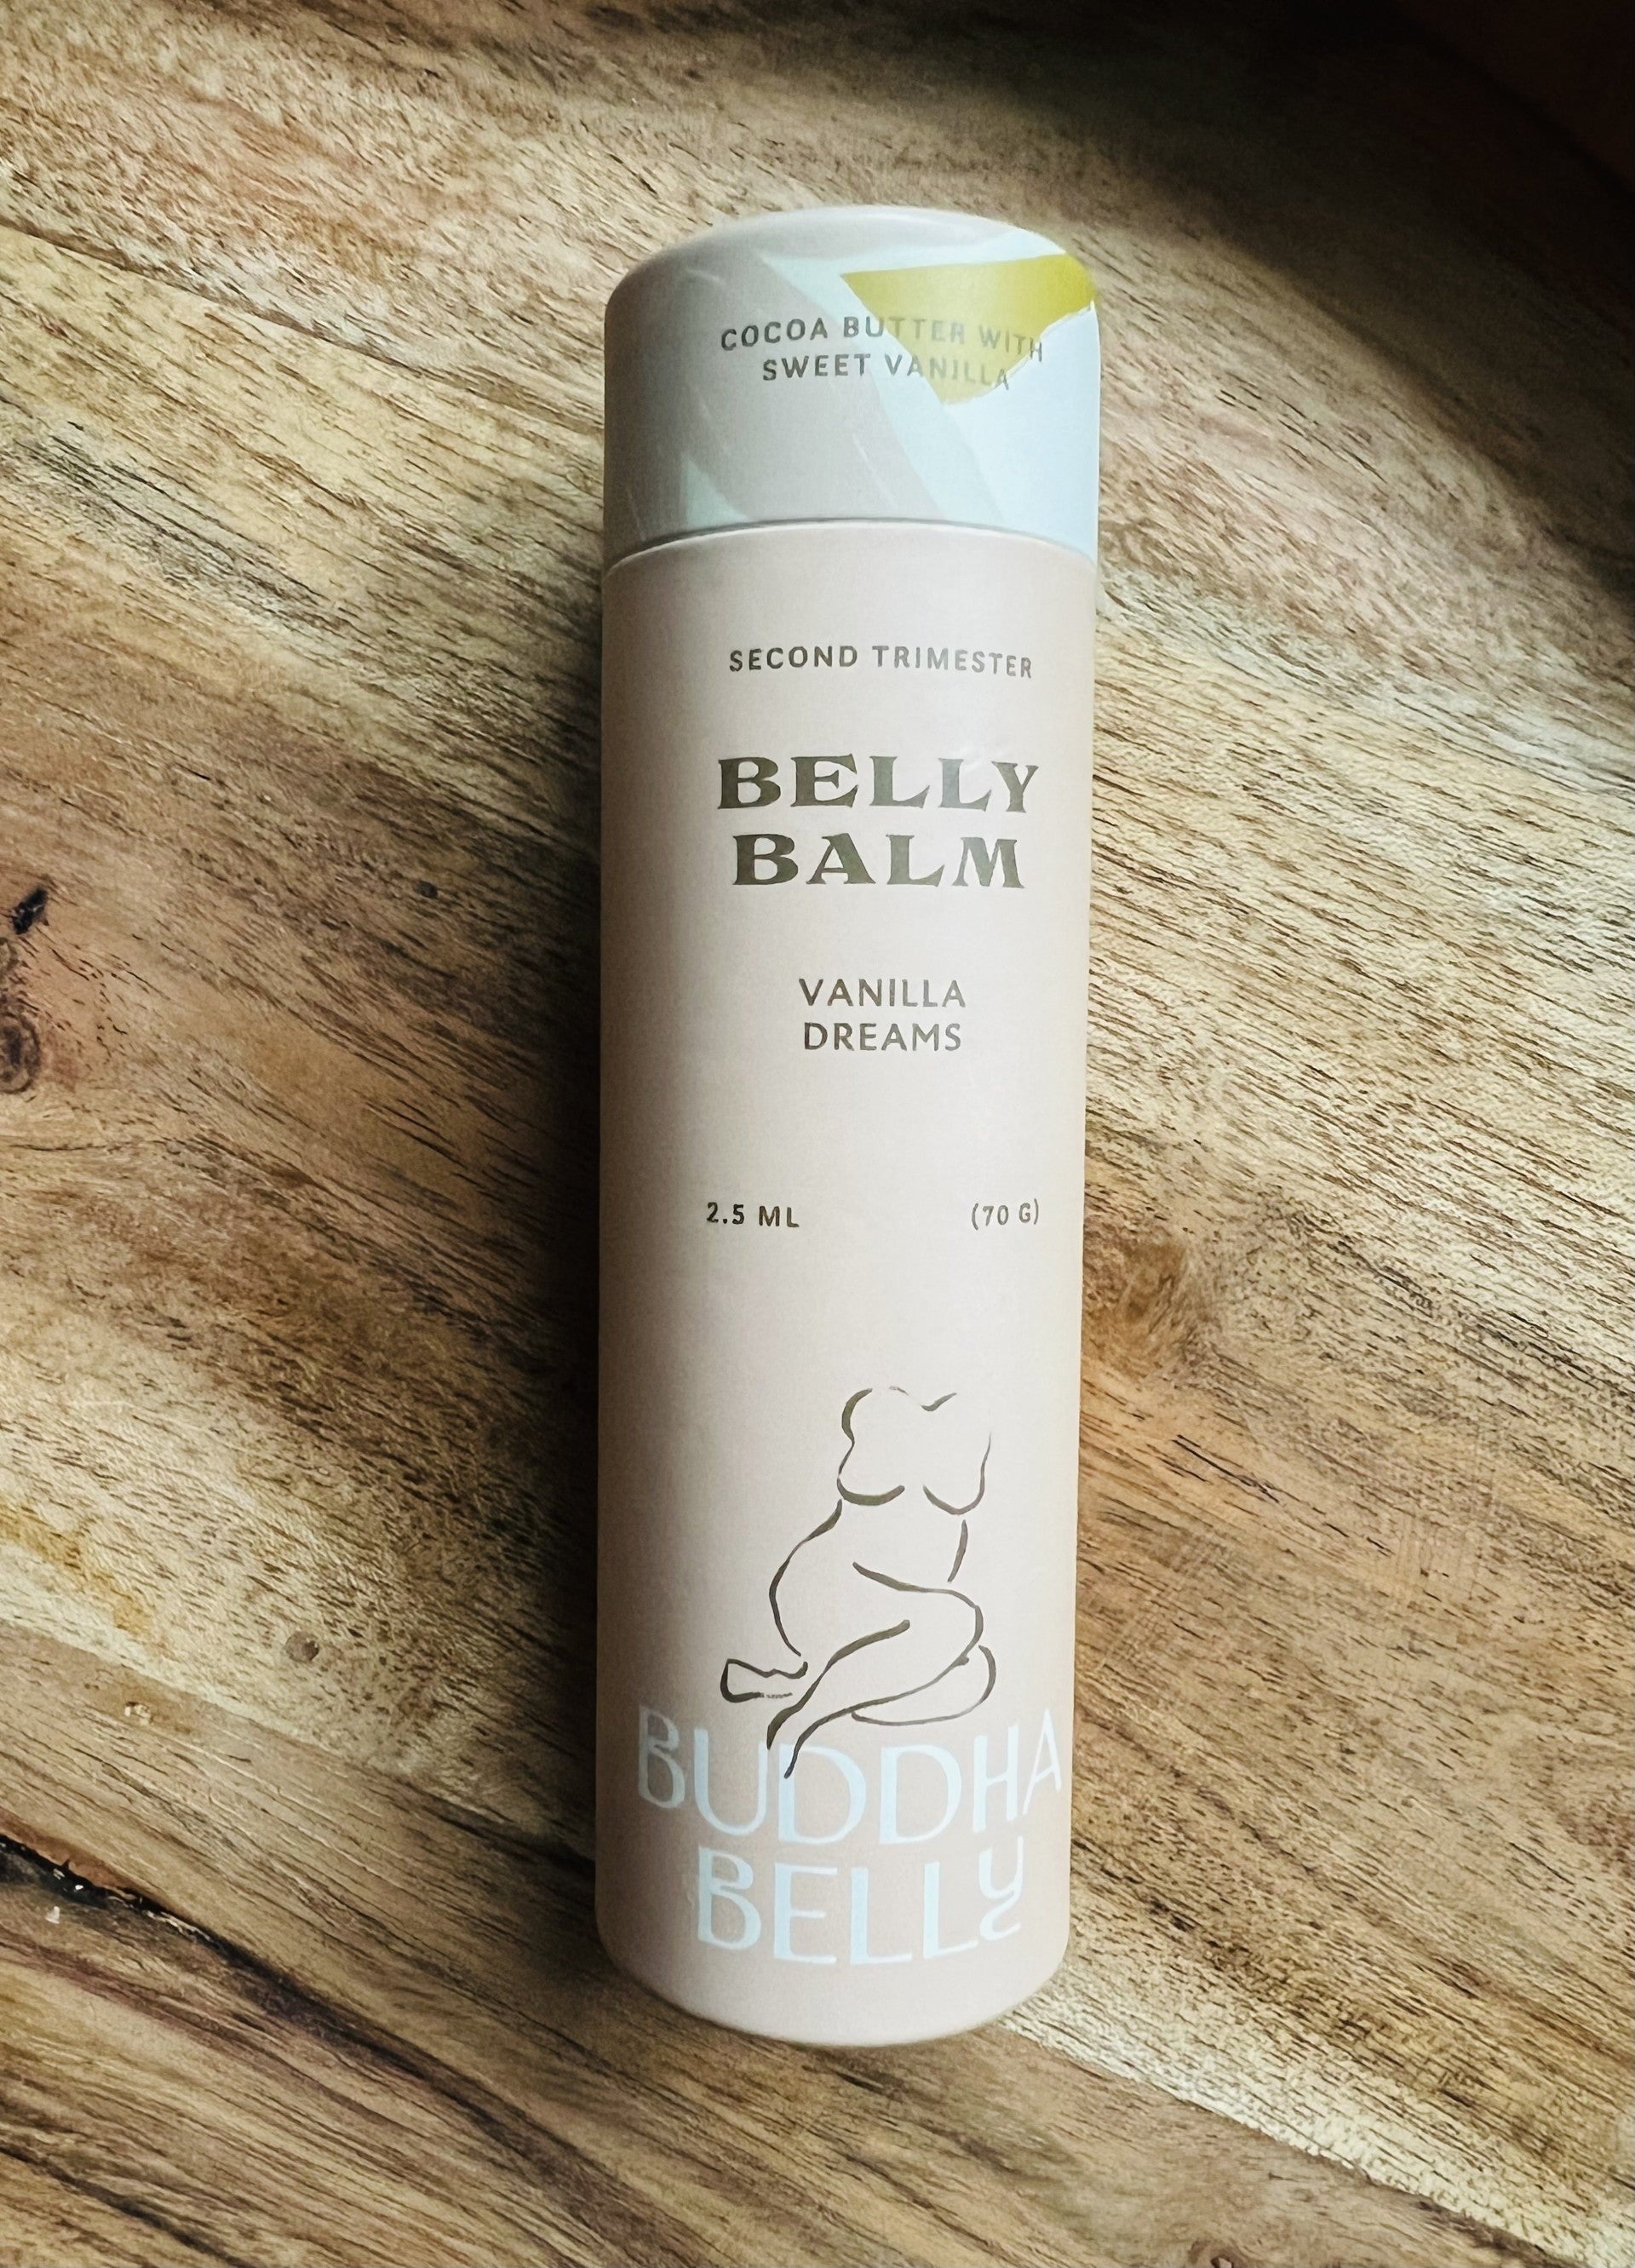 COCOA BUTTER WITH
SWEET VANILLA
SECOND TRIMESTER
BELLY
BALM
VANILLA
DREAMS
2.5 ML (70 G)
BUDDHA
BELLY